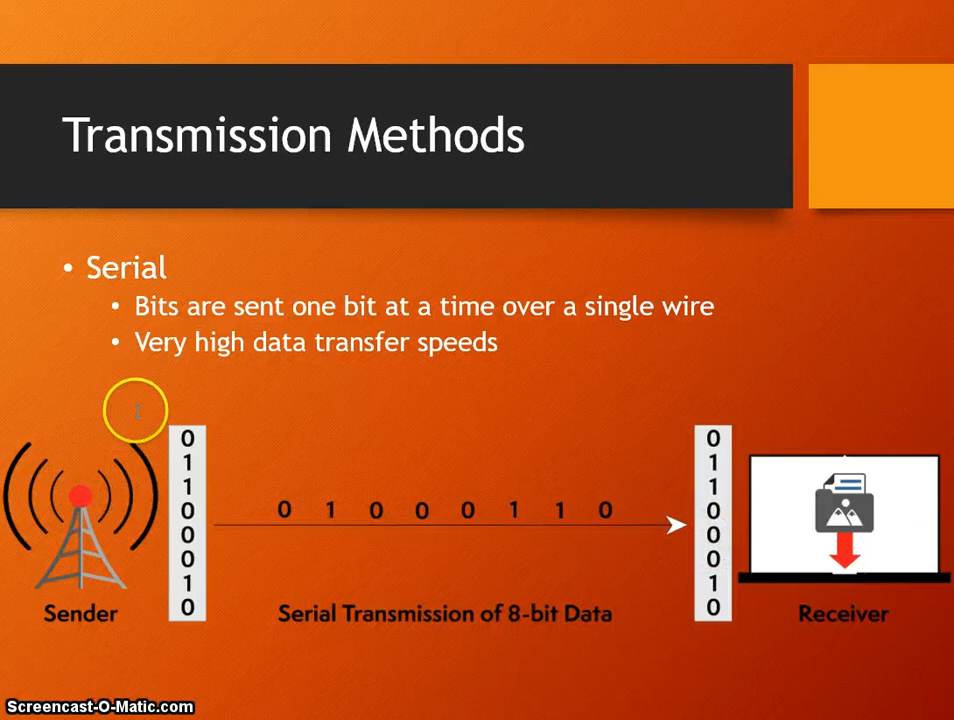 Transmission Methods
• Serial
• Bits are sent one bit at a time over a single wire
• Very high data transfer speeds
0
1
1
0
0
0
1
0
0 1 0 0 0 1 1 0
0
1
1
0
0
0
1
0
Sender
Serial Transmission of 8-bit Data
Receiver
Screencast-O-Matic.com